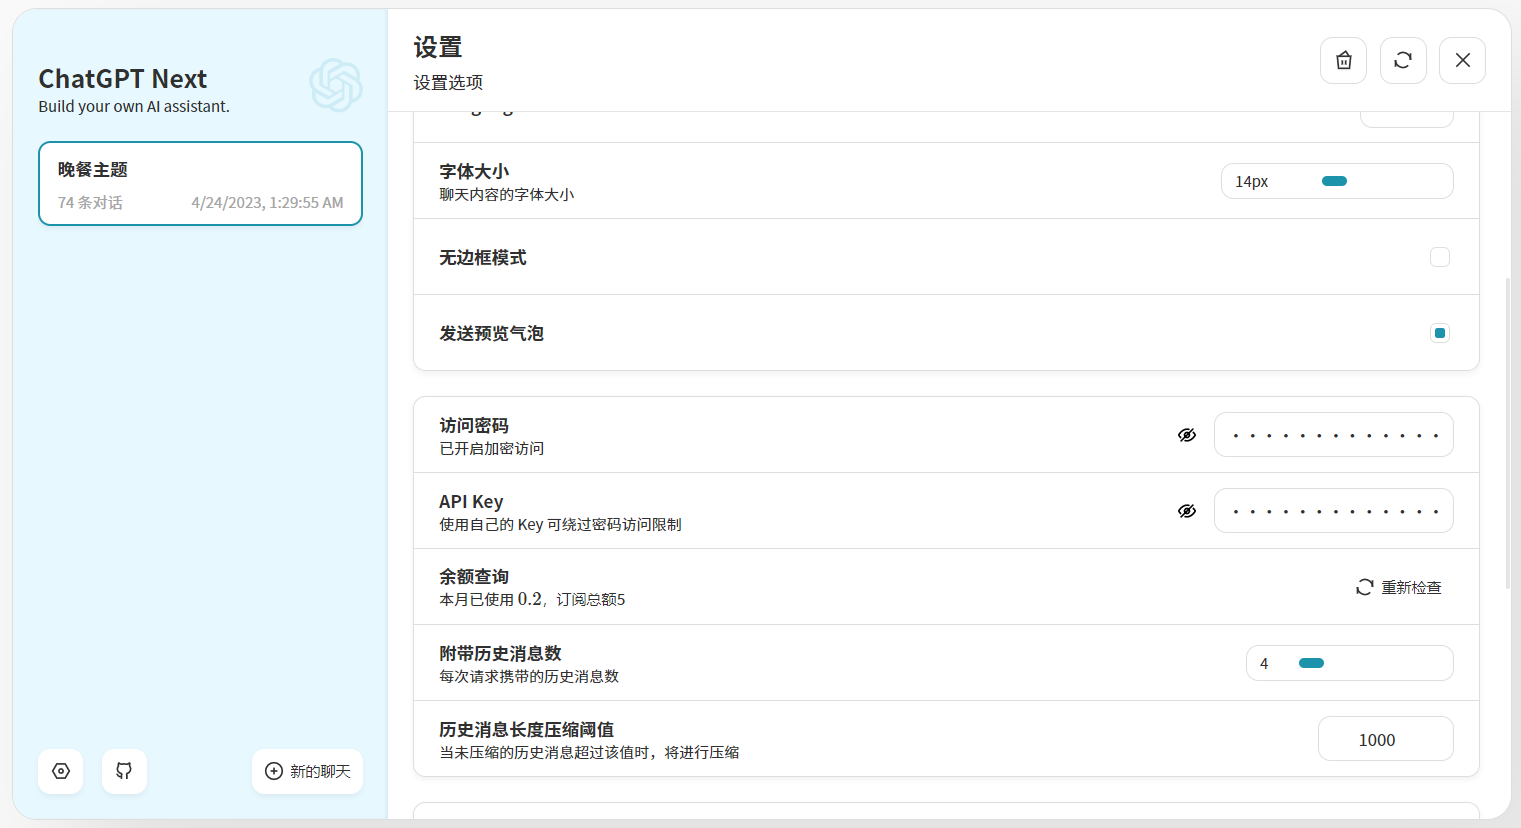 ChatGPT Next
Build your own AI assistant.
晚餐主题
74 条对话
4/24/2023, 1:29:55 AM
新的聊天
设置
设置选项
字体大小
聊天内容的字体大小
14px
无边框模式
发送预览气泡
访问密码
已开启加密访问
API Key
使用自己的 Key 可绕过密码访问限制
余额查询
本月已使用 0.2，订阅总额5
重新检查
附带历史消息数
每次请求携带的历史消息数
4
历史消息长度压缩阈值
当未压缩的历史消息超过该值时，将进行压缩
1000